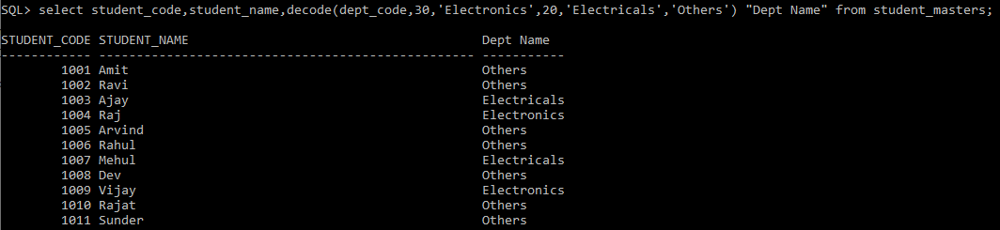 SQL> select student_code,student_name,decode(dept_code,30,'Electronics',20,'Electricals','Others') "Dept Name" from student_masters;
STUDENT_CODE STUDENT_NAME                                       Dept Name
------------ -------------------------------------------------- -----------
        1001 Amit                                               Others
        1002 Ravi                                               Others
        1003 Ajay                                               Electricals
        1004 Raj                                                Electronics
        1005 Arvind                                             Others
        1006 Rahul                                              Others
        1007 Mehul                                              Electricals
        1008 Dev                                                Others
        1009 Vijay                                              Electronics
        1010 Rajat                                              Others
        1011 Sunder                                             Others